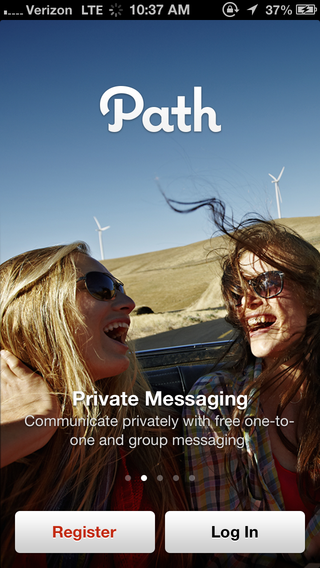 Verizon LTE 10:37 AM 37%
Path
Private Messaging
Communicate privately with free one-to-
one and group messaging.
Register Log In